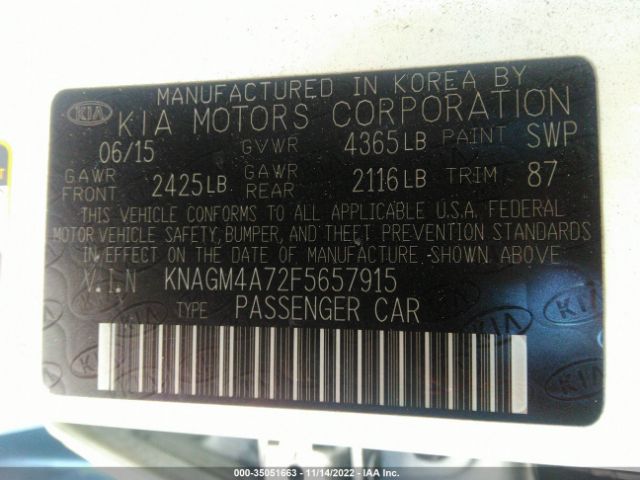 MANUFACTURED IN KOREA BY
KIA KIA MOTORS CORPORATION
06/15 GVWR 4365LB PAINT SWP
GAWR FRONT 2425LB GAWR REAR 2116LB TRIM 87
THIS VEHICLE CONFORMS TO ALL APPLICABLE U.S.A. FEDERAL
MOTOR VEHICLE SAFETY, BUMPER, AND THEFT PREVENTION STANDARDS
IN EFFECT ON THE DATE OF MANUFACTURE, SHOWN ABOVE.
V.I.N KNAGM4A72F5657915
TYPE PASSENGER CAR
000-35051663 - 11/14/2022 - IAA Inc.